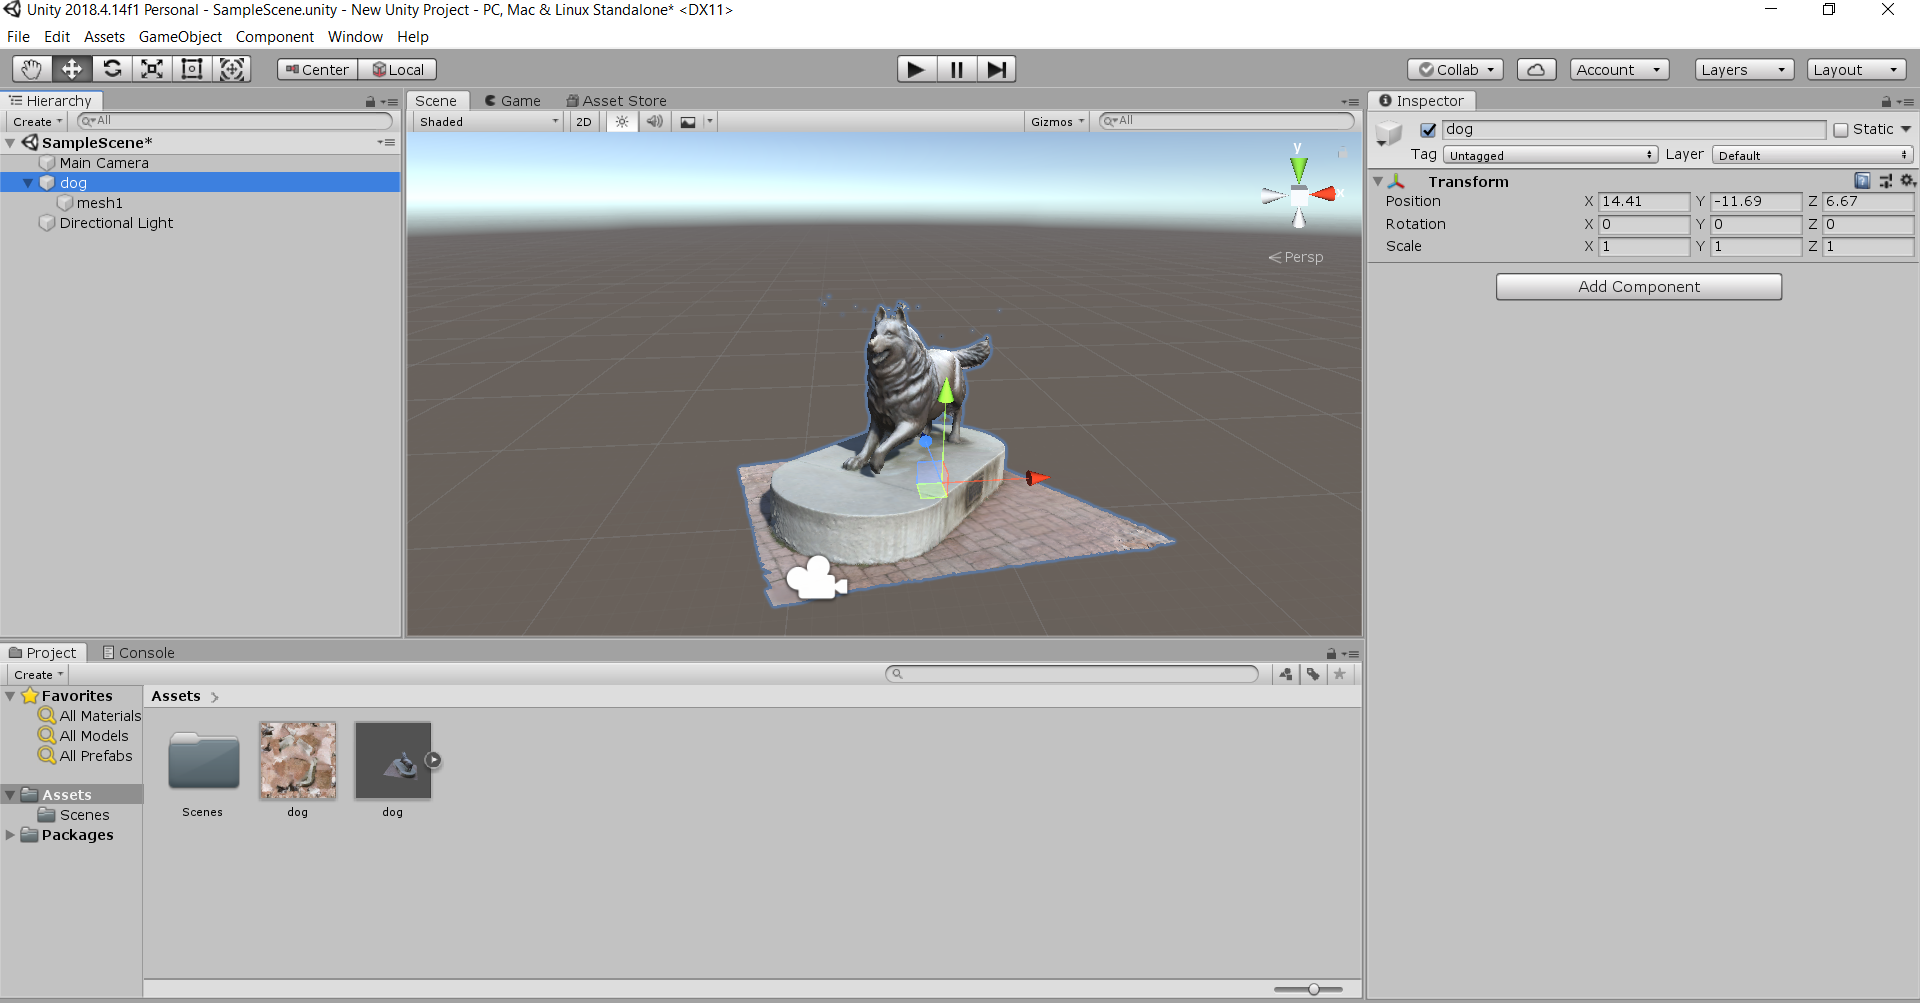 Unity 2018.4.14f1 Personal - SampleScene.unity - New Unity Project - PC, Mac & Linux Standalone* <DX11>
File Edit Assets GameObject Component Window Help
Center Local Collab Account Layers Layout
Hierarchy
Create All
SampleScene*
Main Camera
dog
mesh1
Directional Light
Scene Game Asset Store
Shaded 2D Gizmos All
y
x
Persp
Inspector
dog Static
Tag Untagged Layer Default
Transform
Position X 14.41 Y -11.69 Z 6.67
Rotation X 0 Y 0 Z 0
Scale X 1 Y 1 Z 1
Add Component
Project Console
Create
Favorites
All Materials
All Models
All Prefabs
Assets
Scenes
Packages
Assets
Scenes dog dog